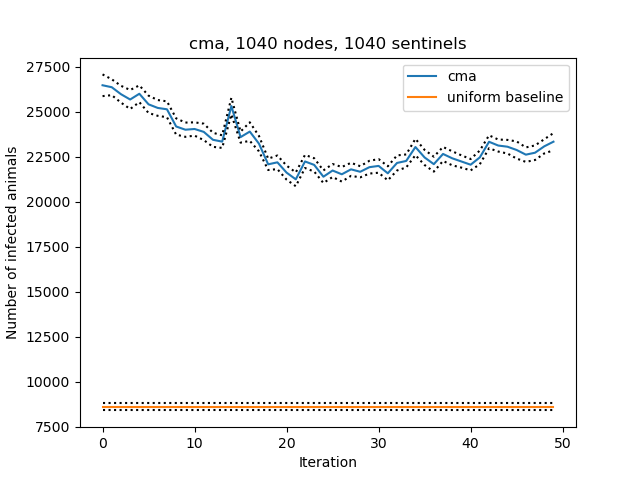 cma, 1040 nodes, 1040 sentinels
cma
uniform baseline
Number of infected animals
27500
25000
22500
20000
17500
15000
12500
10000
7500
0 10 20 30 40 50
Iteration